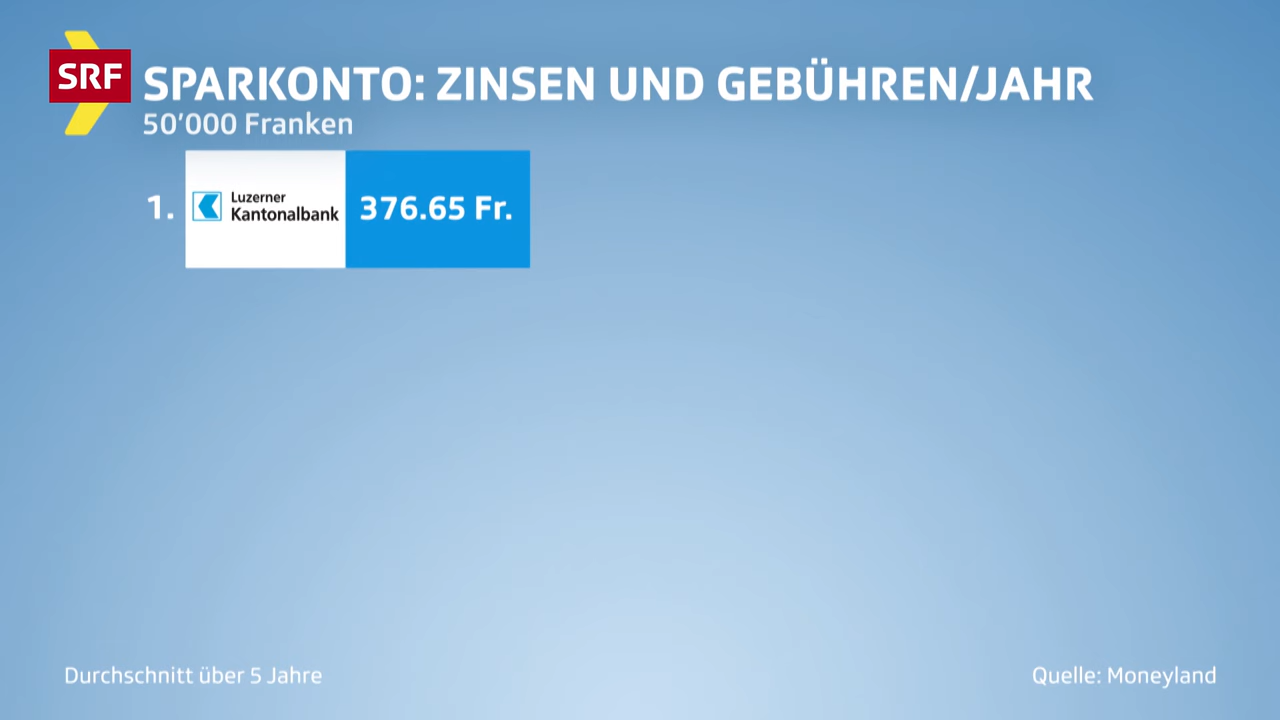 SRF
SPARKONTO: ZINSEN UND GEBÜHREN/JAHR
50’000 Franken
1.
Luzerner
Kantonalbank
376.65 Fr.
Durchschnitt über 5 Jahre
Quelle: Moneyland